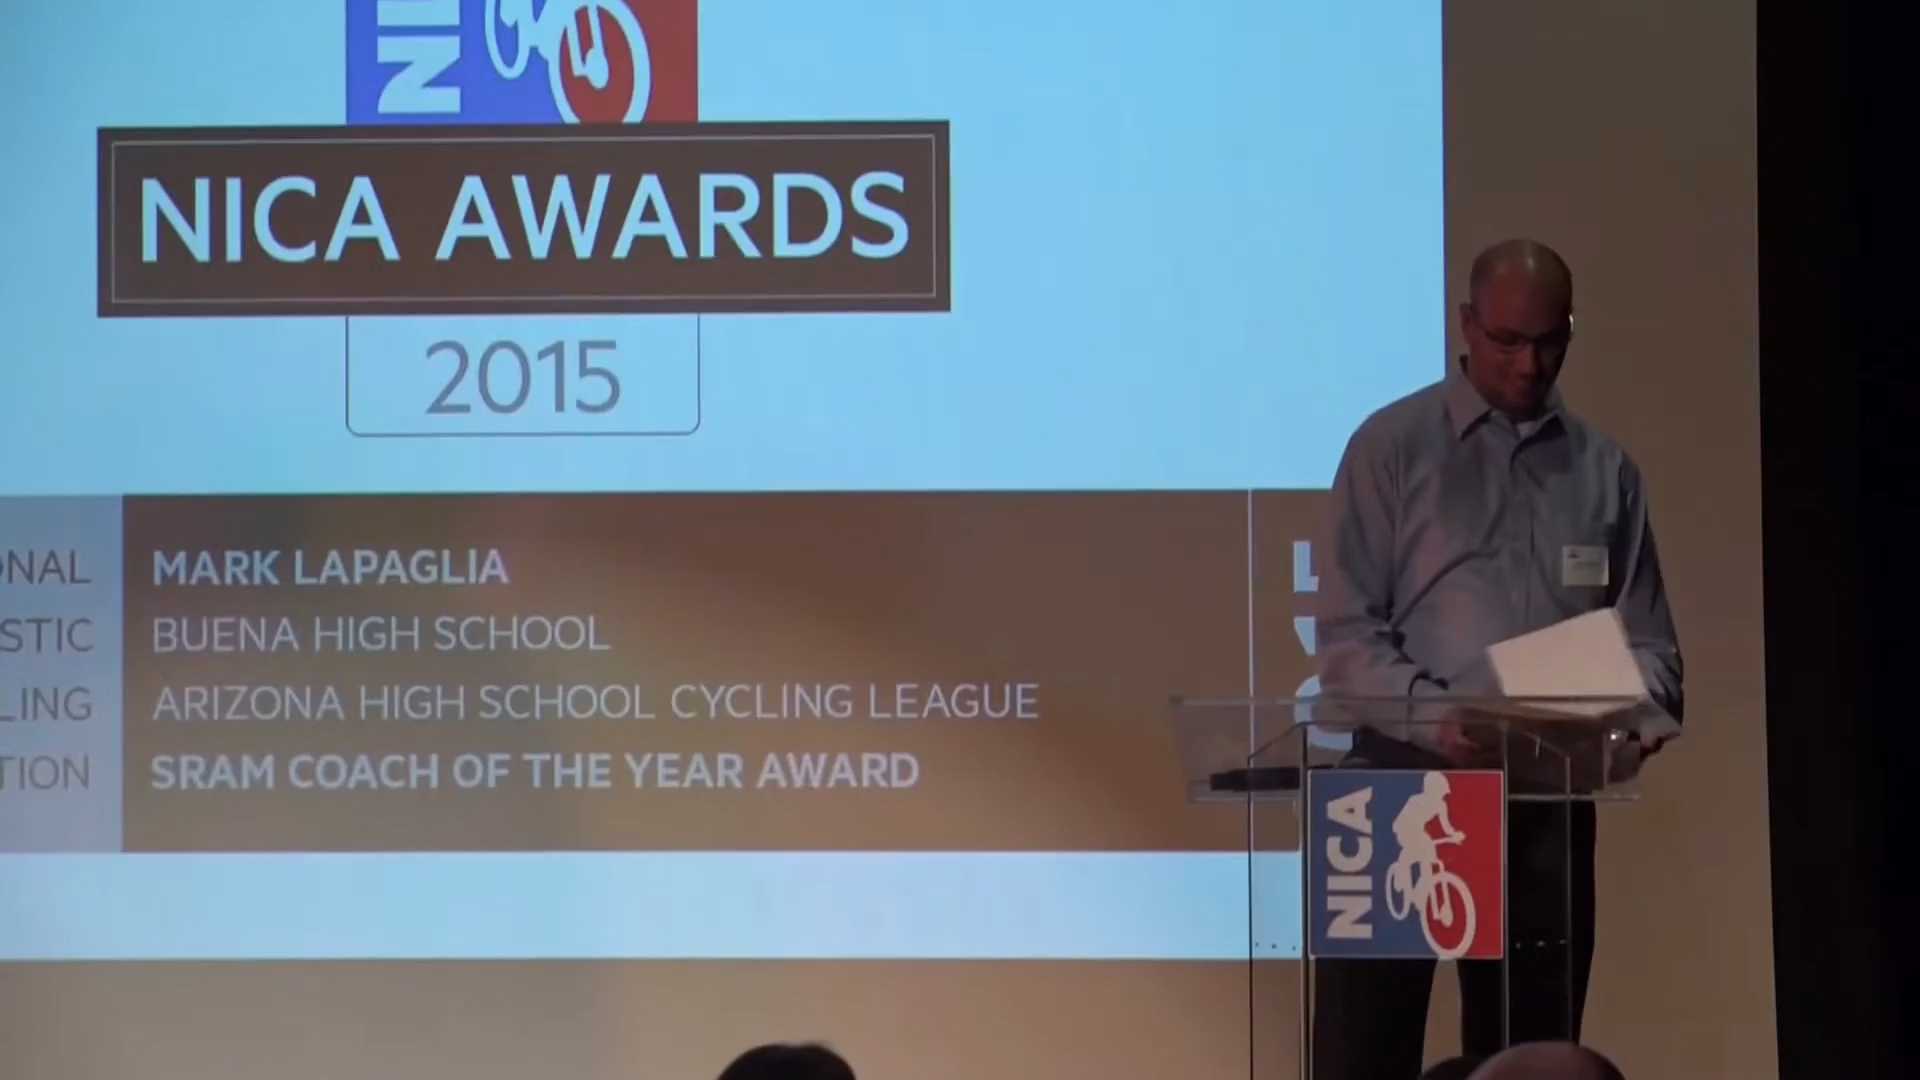 NI
NICA AWARDS
2015
ONAL
STIC
LING
TION
MARK LAPAGLIA
BUENA HIGH SCHOOL
ARIZONA HIGH SCHOOL CYCLING LEAGUE
SRAM COACH OF THE YEAR AWARD
NICA